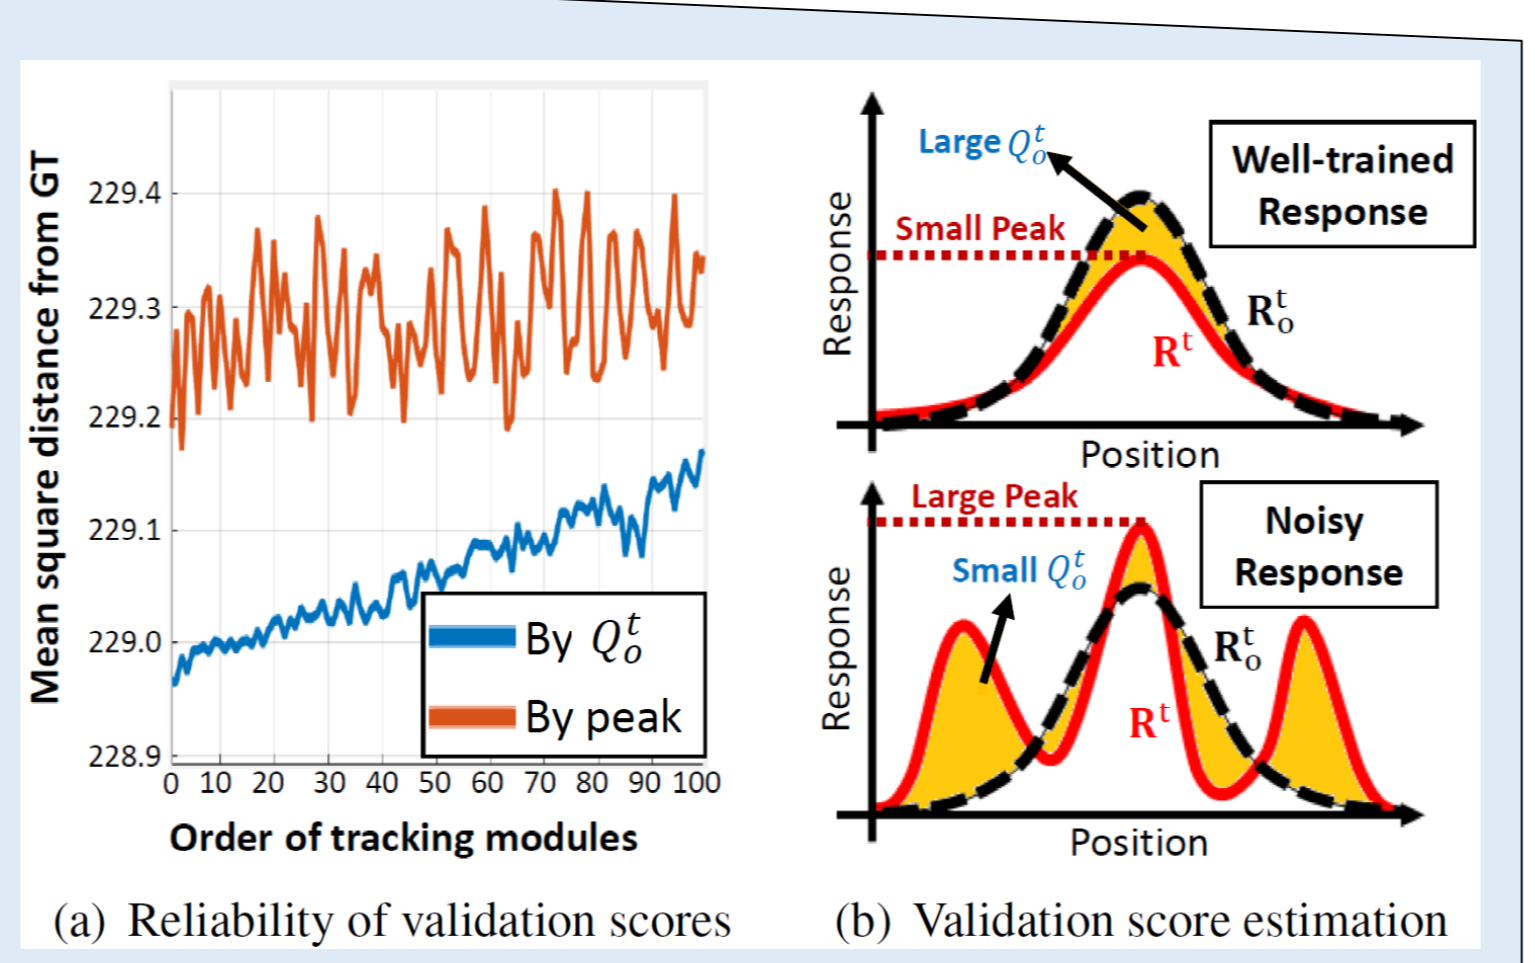 Mean square distance from GT
229.4
229.3
229.2
229.1
229.0
228.9
0 10 20 30 40 50 60 70 80 90 100
Order of tracking modules
By Q_o^t
By peak
(a) Reliability of validation scores
Large Q_o^t
Well-trained
Response
Small Peak
R_o^t
R^t
Response
Position
Large Peak
Noisy
Response
Small Q_o^t
R_o^t
R^t
Response
Position
(b) Validation score estimation